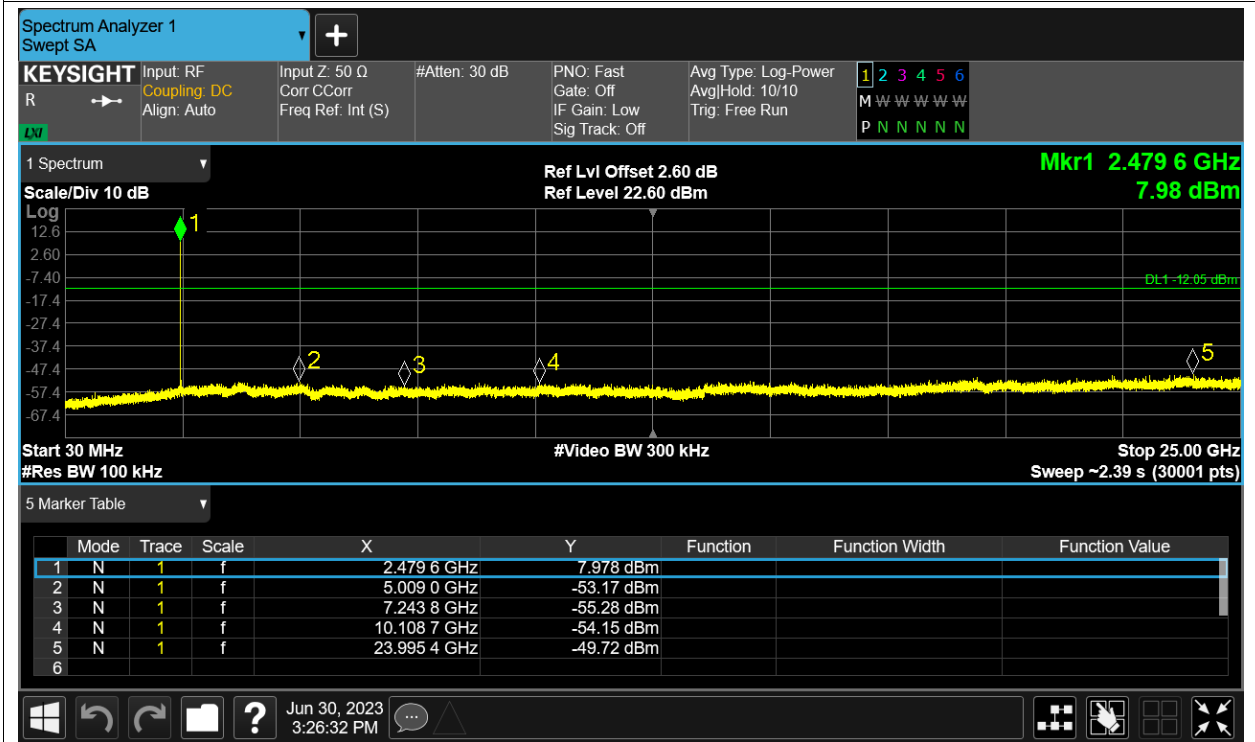 Spectrum Analyzer 1
Swept SA
KEYSIGHT
R
LXI
Input: RF
Coupling: DC
Align: Auto
Input Z: 50 Ω
Corr CCorr
Freq Ref: Int (S)
#Atten: 30 dB
PNO: Fast
Gate: Off
IF Gain: Low
Sig Track: Off
Avg Type: Log-Power
Avg|Hold: 10/10
Trig: Free Run
1 2 3 4 5 6
M W W W W W
P N N N N N
1 Spectrum
Scale/Div 10 dB
Ref Lvl Offset 2.60 dB
Ref Level 22.60 dBm
Mkr1 2.479 6 GHz
7.98 dBm
Log
12.6
2.60
-7.40
-17.4
-27.4
-37.4
-47.4
-57.4
-67.4
1
2
3
4
5
DL1 -12.05 dBm
Start 30 MHz
#Video BW 300 kHz
Stop 25.00 GHz
#Res BW 100 kHz
Sweep ~2.39 s (30001 pts)
5 Marker Table
Mode Trace Scale X Y Function Function Width Function Value
1 N 1 f 2.479 6 GHz 7.978 dBm
2 N 1 f 5.009 0 GHz -53.17 dBm
3 N 1 f 7.243 8 GHz -55.28 dBm
4 N 1 f 10.108 7 GHz -54.15 dBm
5 N 1 f 23.995 4 GHz -49.72 dBm
6
?
Jun 30, 2023
3:26:32 PM